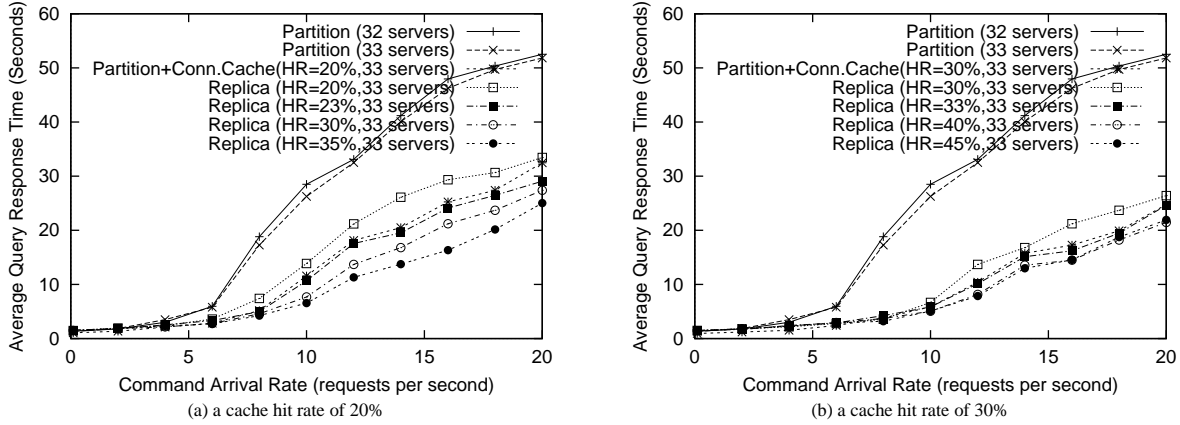 60
50
40
30
20
10
0
Average Query Response Time (Seconds)
Partition (32 servers)
Partition (33 servers)
Partition+Conn.Cache(HR=20%,33 servers)
Replica (HR=20%,33 servers)
Replica (HR=23%,33 servers)
Replica (HR=30%,33 servers)
Replica (HR=35%,33 servers)
0 5 10 15 20
Command Arrival Rate (requests per second)
(a) a cache hit rate of 20%
60
50
40
30
20
10
0
Average Query Response Time (Seconds)
Partition (32 servers)
Partition (33 servers)
Partition+Conn.Cache(HR=30%,33 servers)
Replica (HR=30%,33 servers)
Replica (HR=33%,33 servers)
Replica (HR=40%,33 servers)
Replica (HR=45%,33 servers)
0 5 10 15 20
Command Arrival Rate (requests per second)
(b) a cache hit rate of 30%